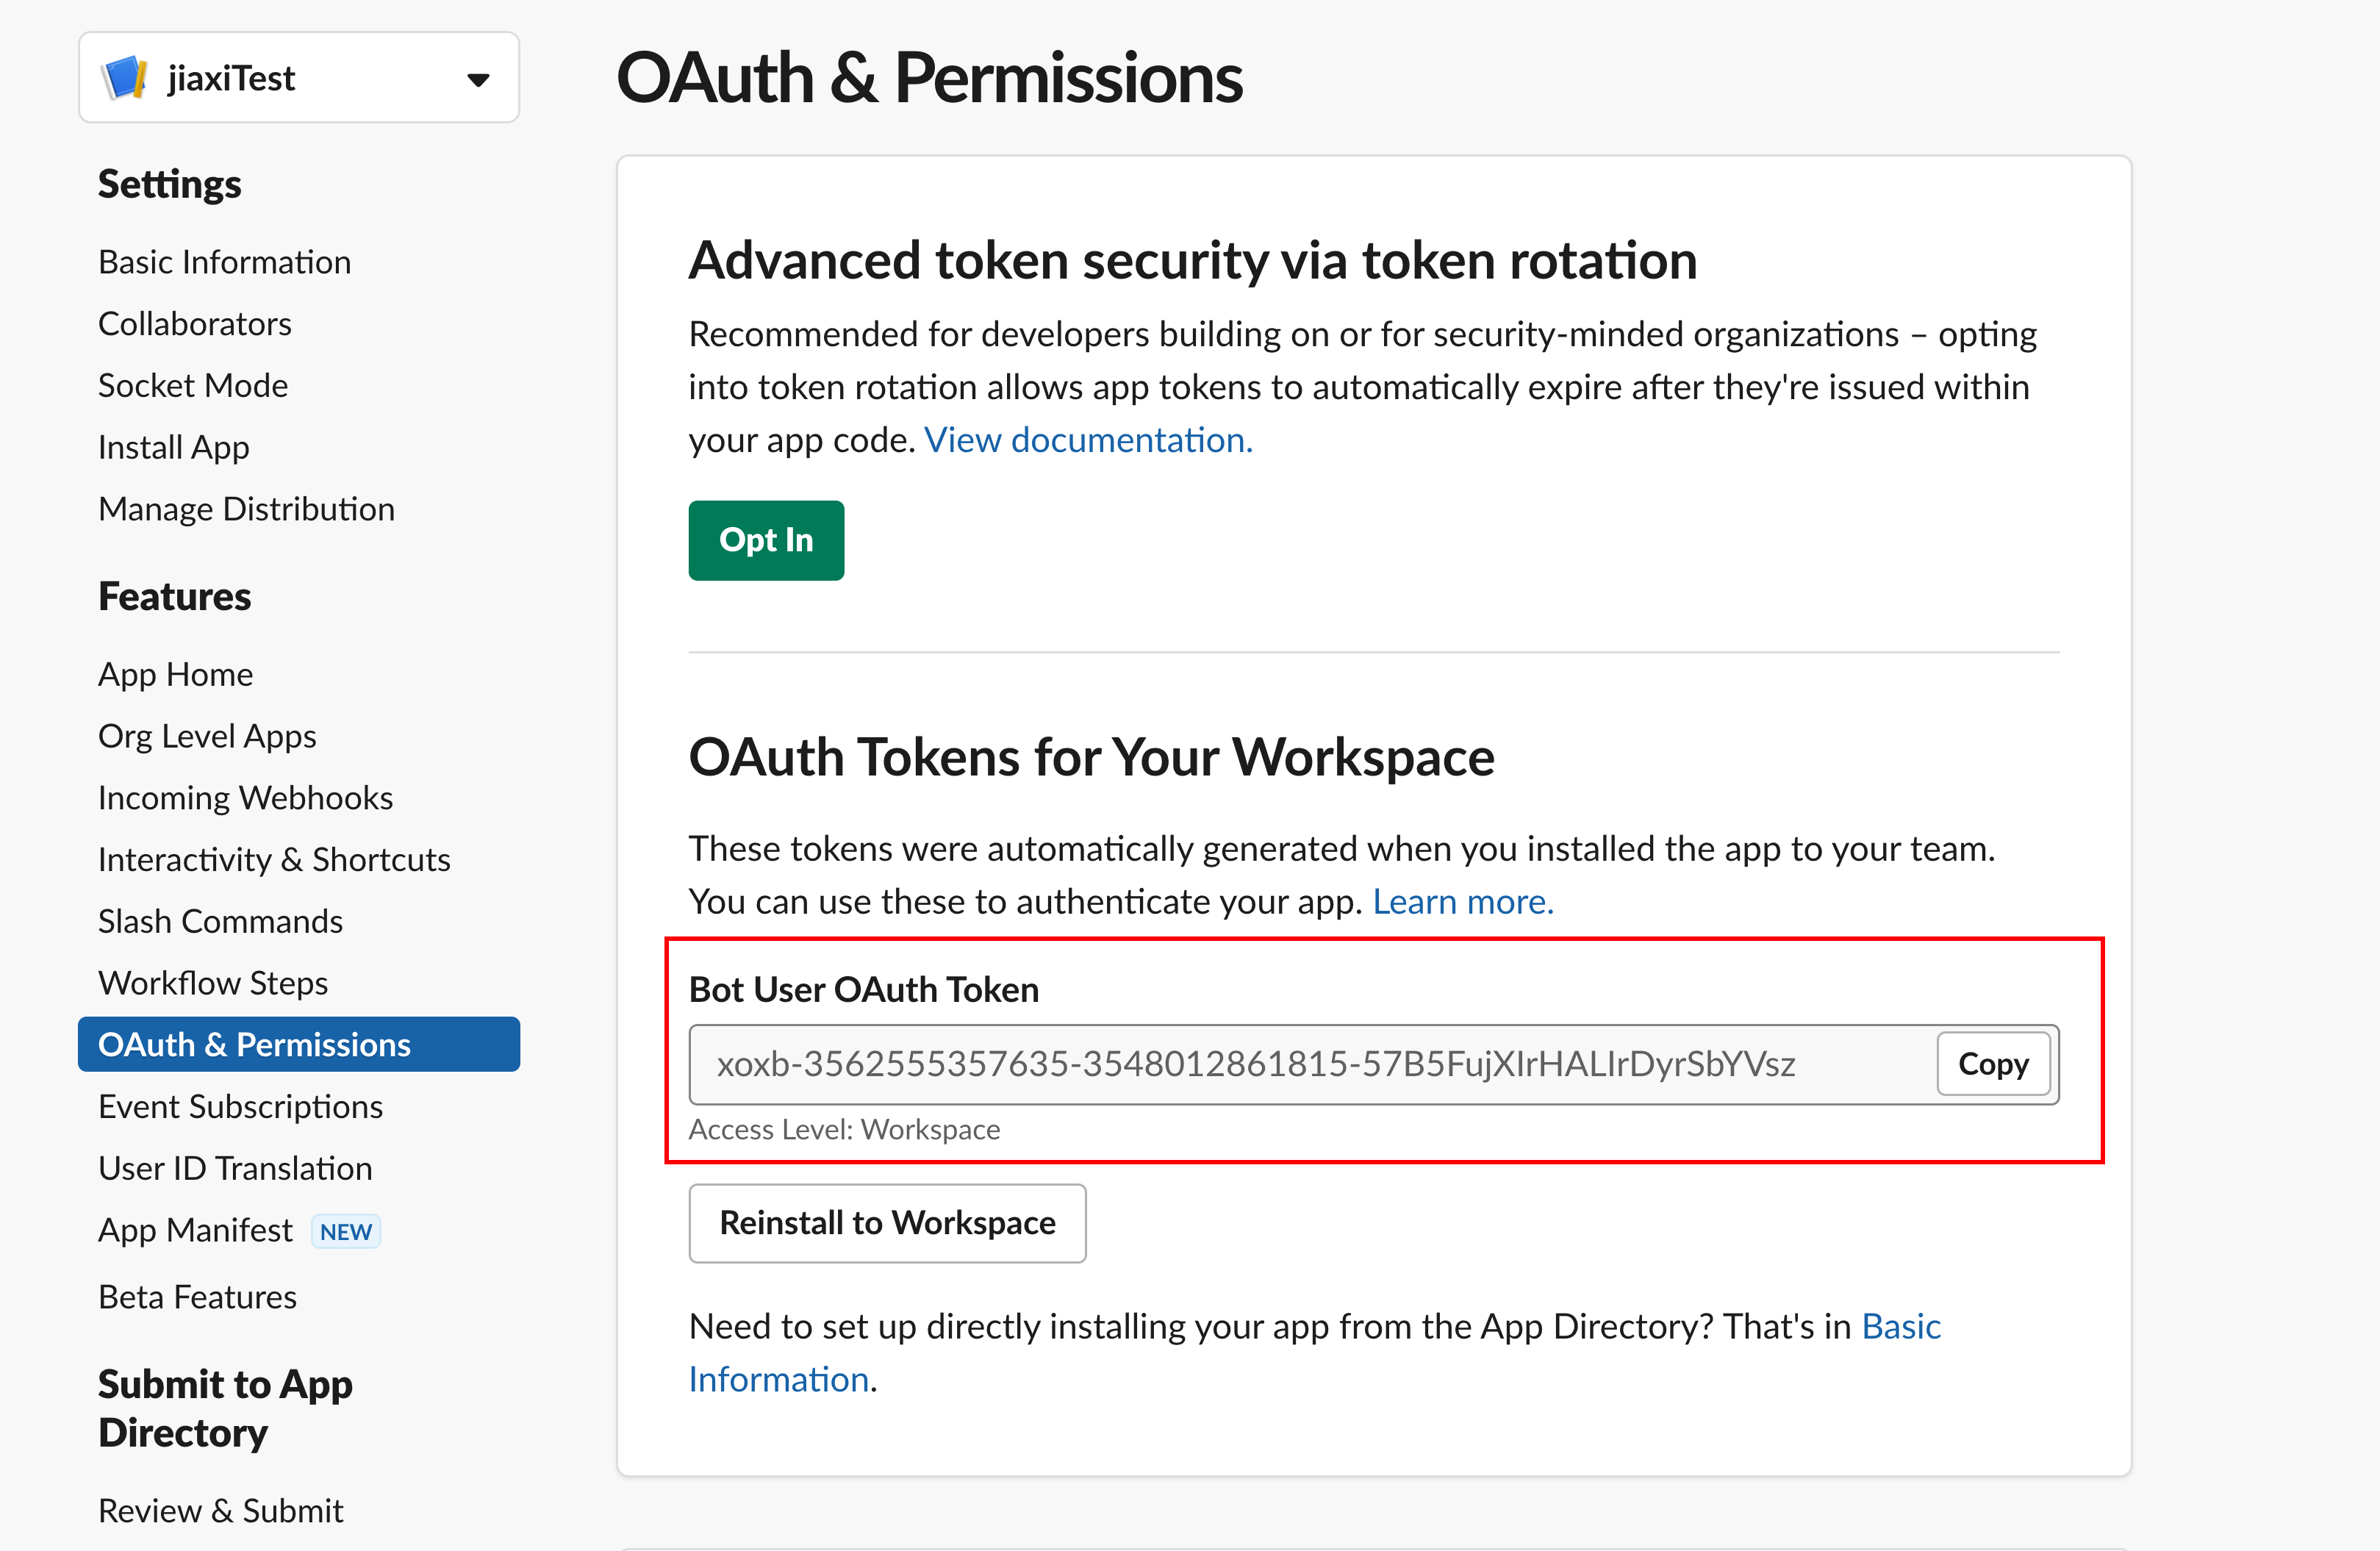 jiaxiTest
Settings
Basic Information
Collaborators
Socket Mode
Install App
Manage Distribution
Features
App Home
Org Level Apps
Incoming Webhooks
Interactivity & Shortcuts
Slash Commands
Workflow Steps
OAuth & Permissions
Event Subscriptions
User ID Translation
App Manifest NEW
Beta Features
Submit to App
Directory
Review & Submit
OAuth & Permissions
Advanced token security via token rotation
Recommended for developers building on or for security-minded organizations – opting
into token rotation allows app tokens to automatically expire after they're issued within
your app code. View documentation.
Opt In
OAuth Tokens for Your Workspace
These tokens were automatically generated when you installed the app to your team.
You can use these to authenticate your app. Learn more.
Bot User OAuth Token
Copy
Access Level: Workspace
Reinstall to Workspace
Need to set up directly installing your app from the App Directory? That's in Basic
Information.